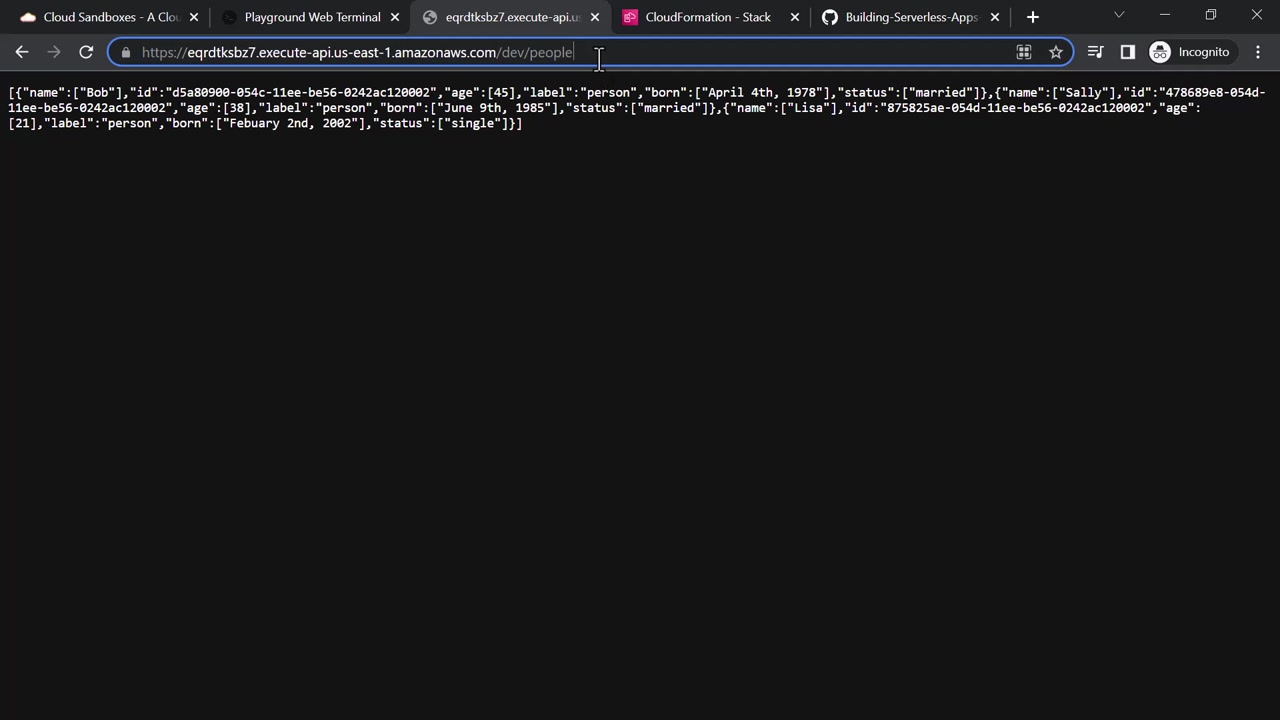 Cloud Sandboxes - A Clou
Playground Web Terminal
eqrdtksbz7.execute-api.us
CloudFormation - Stack
Building-Serverless-Apps-
https://eqrdtksbz7.execute-api.us-east-1.amazonaws.com/dev/people
Incognito
[{"name":["Bob"],"id":"d5a80900-054c-11ee-be56-0242ac120002","age":[45],"label":"person","born":["April 4th, 1978"],"status":["married"]},{"name":["Sally"],"id":"478689e8-054d-
11ee-be56-0242ac120002","age":[38],"label":"person","born":["June 9th, 1985"],"status":["married"]},{"name":["Lisa"],"id":"875825ae-054d-11ee-be56-0242ac120002","age":
[21],"label":"person","born":["Febuary 2nd, 2002"],"status":["single"]}]